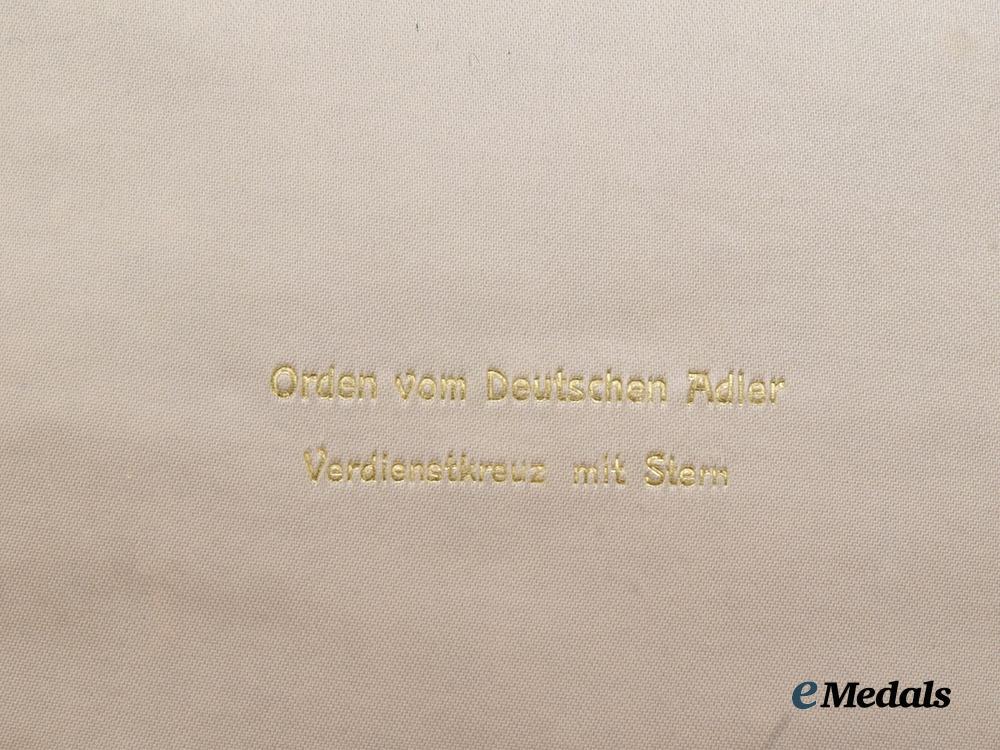 Orden vom Deutschen Adler
Verdienstkreuz mit Stern
eMedals